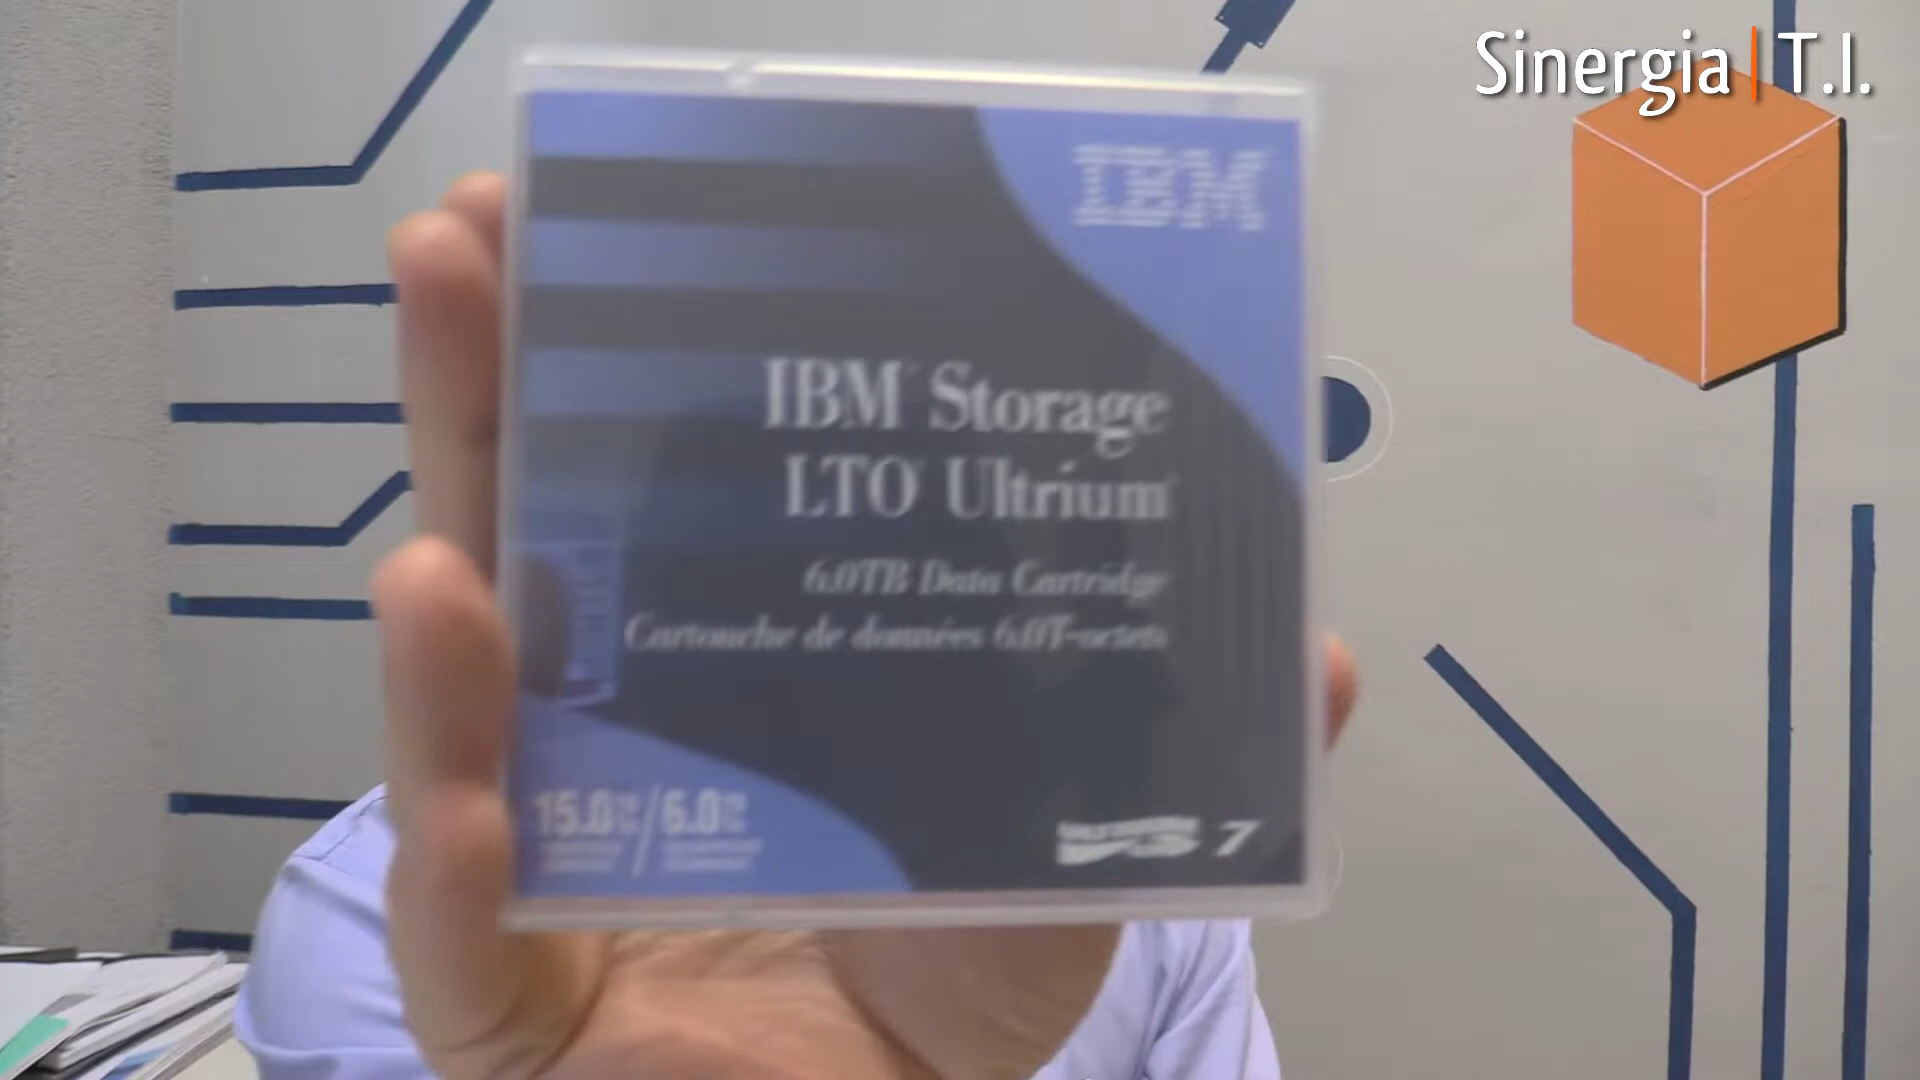 Sinergia|T.I.
IBM
IBM Storage
LTO Ultrium
6.0TB Data Cartridge
Cartouche de données 6.0T-octets
15.0 / 6.0
7